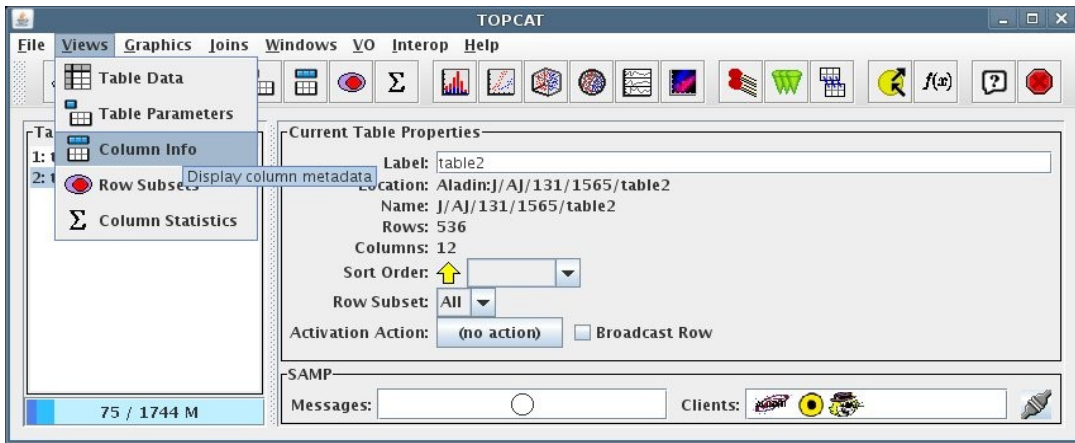 TOPCAT
File Views Graphics Joins Windows VO Interop Help
Σ f(x) ?
Table Data
Table Parameters
Column Info
Row Subsets
Σ Column Statistics
Display column metadata
Ta
1: t
2: t
75 / 1744 M
Current Table Properties
Label: table2
Location: Aladin:J/AJ/131/1565/table2
Name: J/AJ/131/1565/table2
Rows: 536
Columns: 12
Sort Order:
Row Subset: All
Activation Action: (no action) Broadcast Row
SAMP
Messages: Clients: